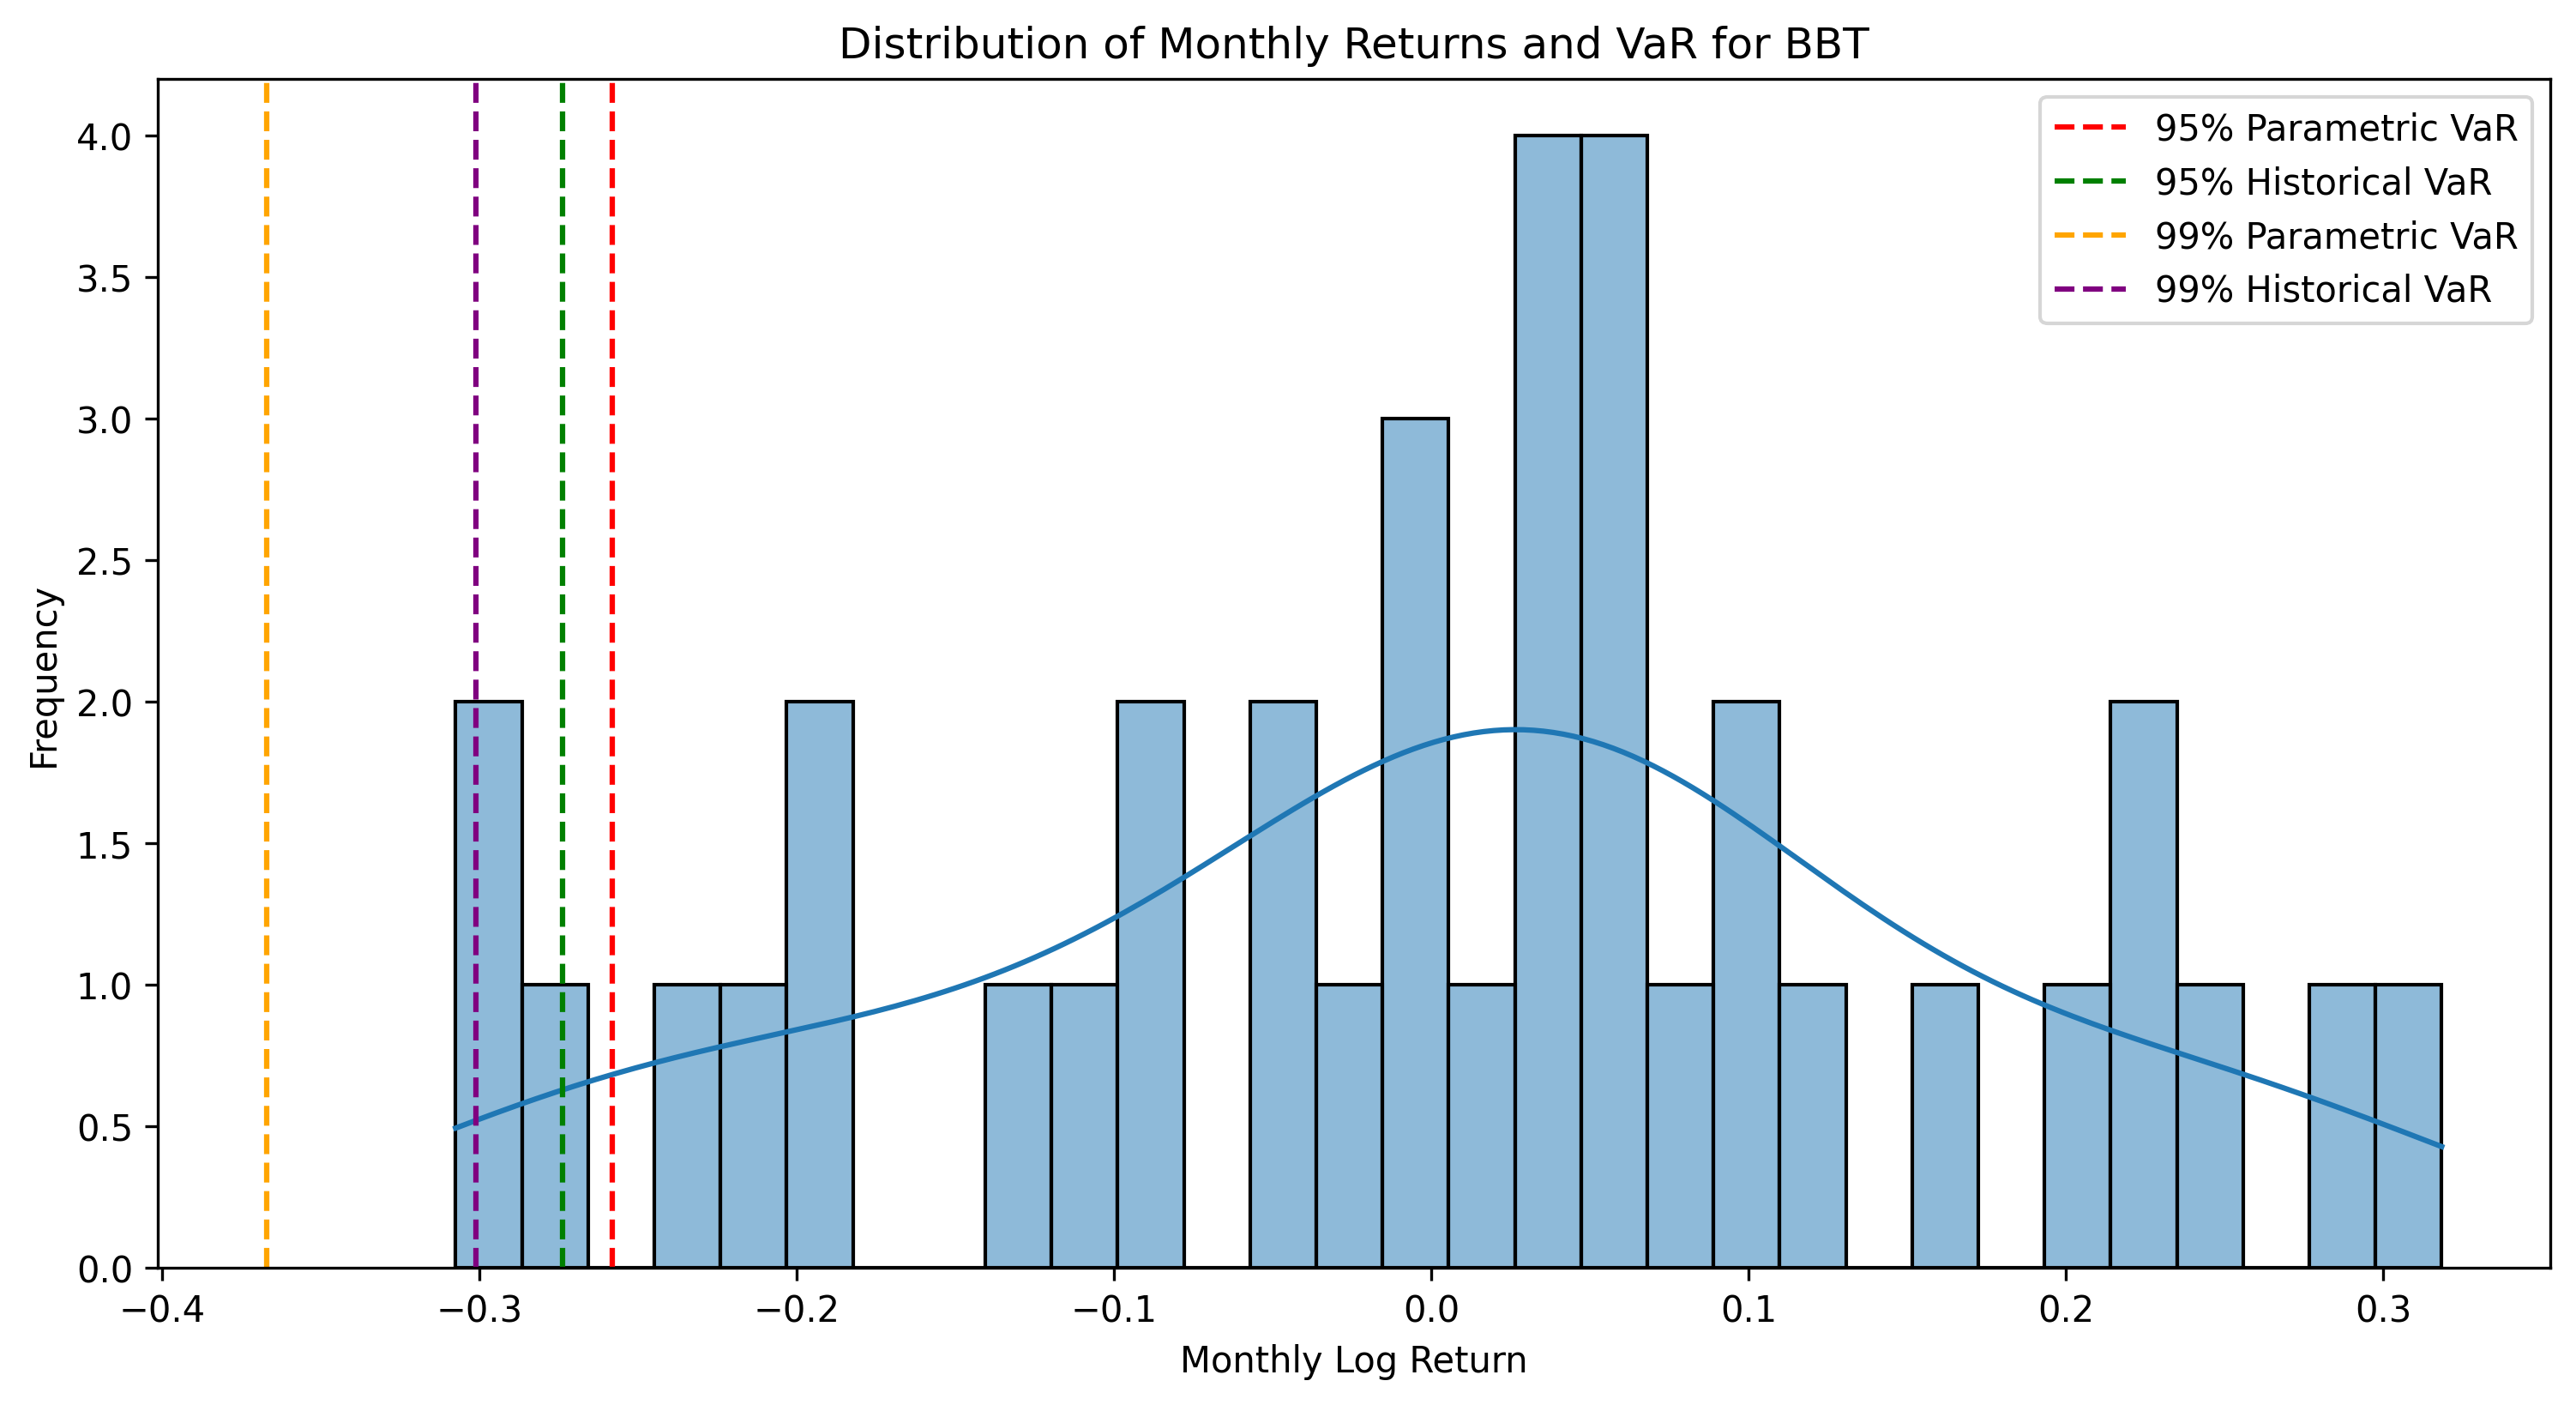 Distribution of Monthly Returns and VaR for BBT
95% Parametric VaR
95% Historical VaR
99% Parametric VaR
99% Historical VaR
4.0
3.5
3.0
2.5
2.0
1.5
1.0
0.5
0.0
Frequency
−0.4 −0.3 −0.2 −0.1 0.0 0.1 0.2 0.3
Monthly Log Return